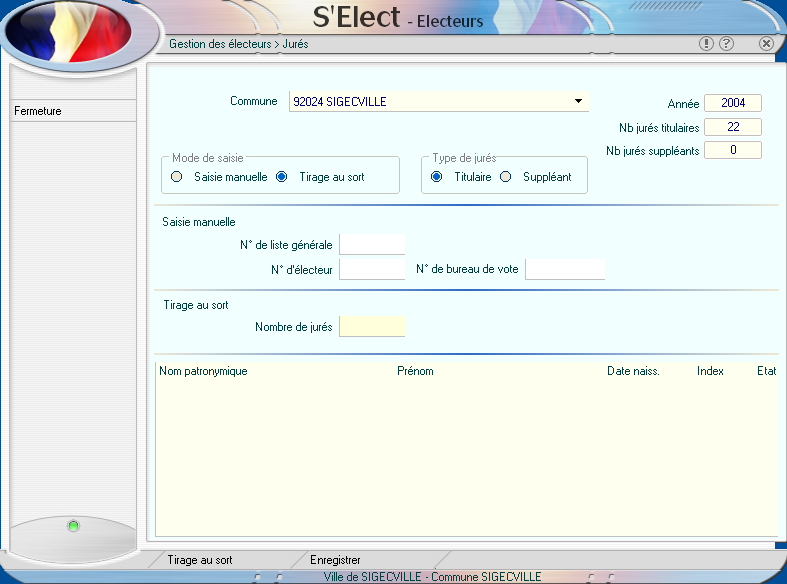 S'Elect - Electeurs
Gestion des électeurs > Jurés
Fermeture
Commune 92024 SIGECVILLE
Année 2004
Nb jurés titulaires 22
Nb jurés suppléants 0
Mode de saisie
Saisie manuelle Tirage au sort
Type de jurés
Titulaire Suppléant
Saisie manuelle
N° de liste générale
N° d'électeur N° de bureau de vote
Tirage au sort
Nombre de jurés
Nom patronymique Prénom Date naiss. Index Etat
Tirage au sort Enregistrer
Ville de SIGECVILLE - Commune SIGECVILLE